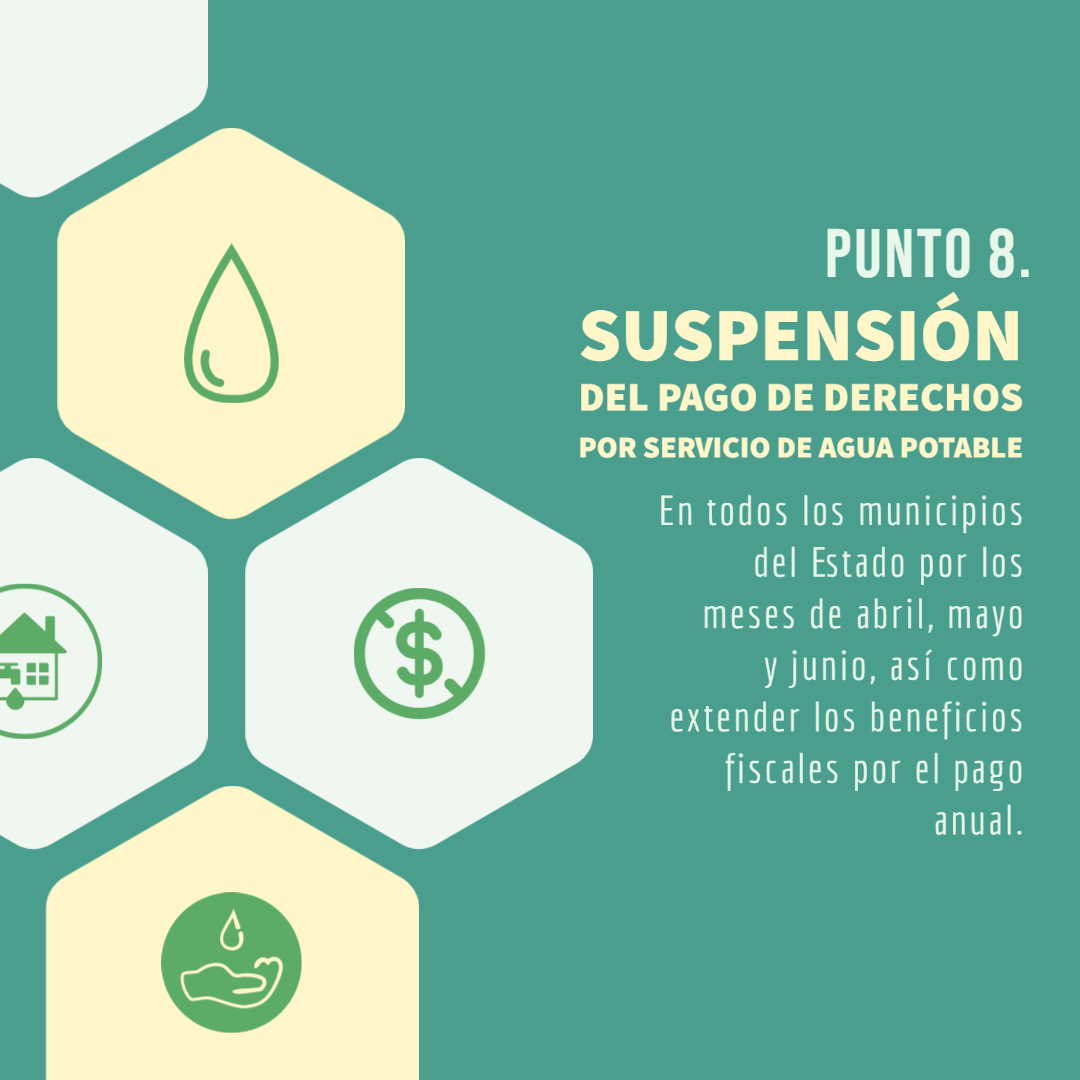 PUNTO 8.
SUSPENSIÓN
DEL PAGO DE DERECHOS
POR SERVICIO DE AGUA POTABLE
En todos los municipios
del Estado por los
meses de abril, mayo
y junio, así como
extender los beneficios
fiscales por el pago
anual.